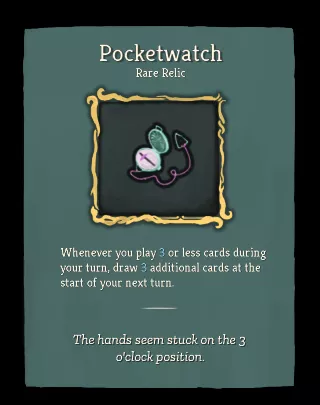 Pocketwatch
Rare Relic
Whenever you play 3 or less cards during
your turn, draw 3 additional cards at the
start of your next turn.
The hands seem stuck on the 3
o'clock position.